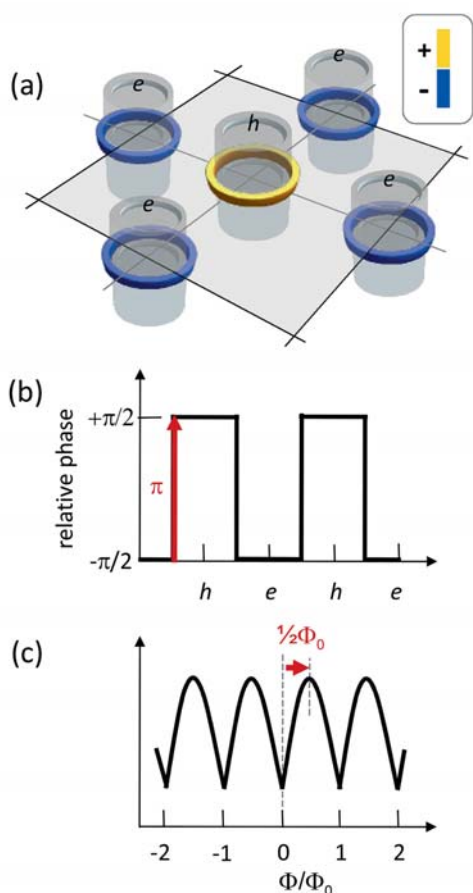 (a)
e
e
h
e
e
+
-
(b)
relative phase
+π/2
π
-π/2
h
e
h
e
(c)
½Φ₀
-2
-1
0
1
2
Φ/Φ₀